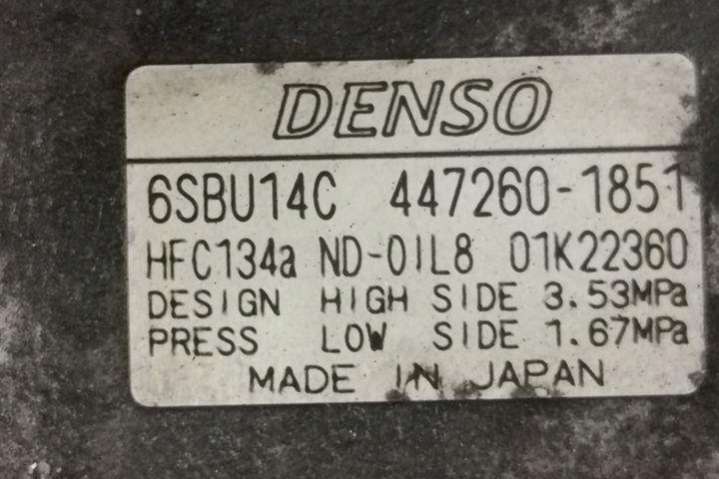 DENSO
6SBU14C 447260-1851
HFC134a ND-OIL8 01K22360
DESIGN HIGH SIDE 3.53MPa
PRESS LOW SIDE 1.67MPa
MADE IN JAPAN